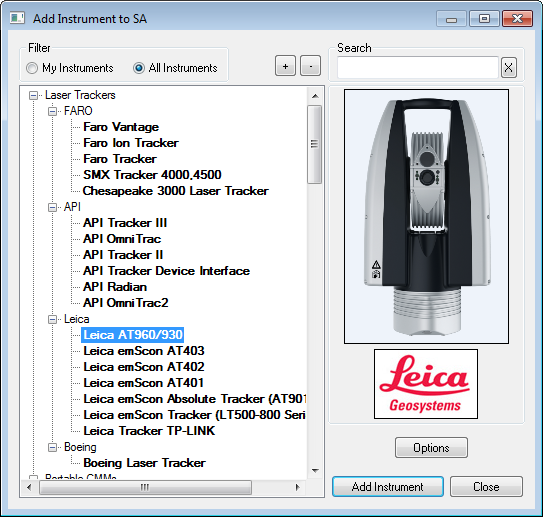 Add Instrument to SA
Filter
My Instruments
All Instruments
+
-
Search
X
Laser Trackers
FARO
Faro Vantage
Faro Ion Tracker
Faro Tracker
SMX Tracker 4000,4500
Chesapeake 3000 Laser Tracker
API
API Tracker III
API OmniTrac
API Tracker II
API Tracker Device Interface
API Radian
API OmniTrac2
Leica
Leica AT960/930
Leica emScon AT403
Leica emScon AT402
Leica emScon AT401
Leica emScon Absolute Tracker (AT901
Leica emScon Tracker (LT500-800 Seri
Leica Tracker TP-LINK
Boeing
Boeing Laser Tracker
Portable CMMs
Leica
Geosystems
Options
Add Instrument
Close